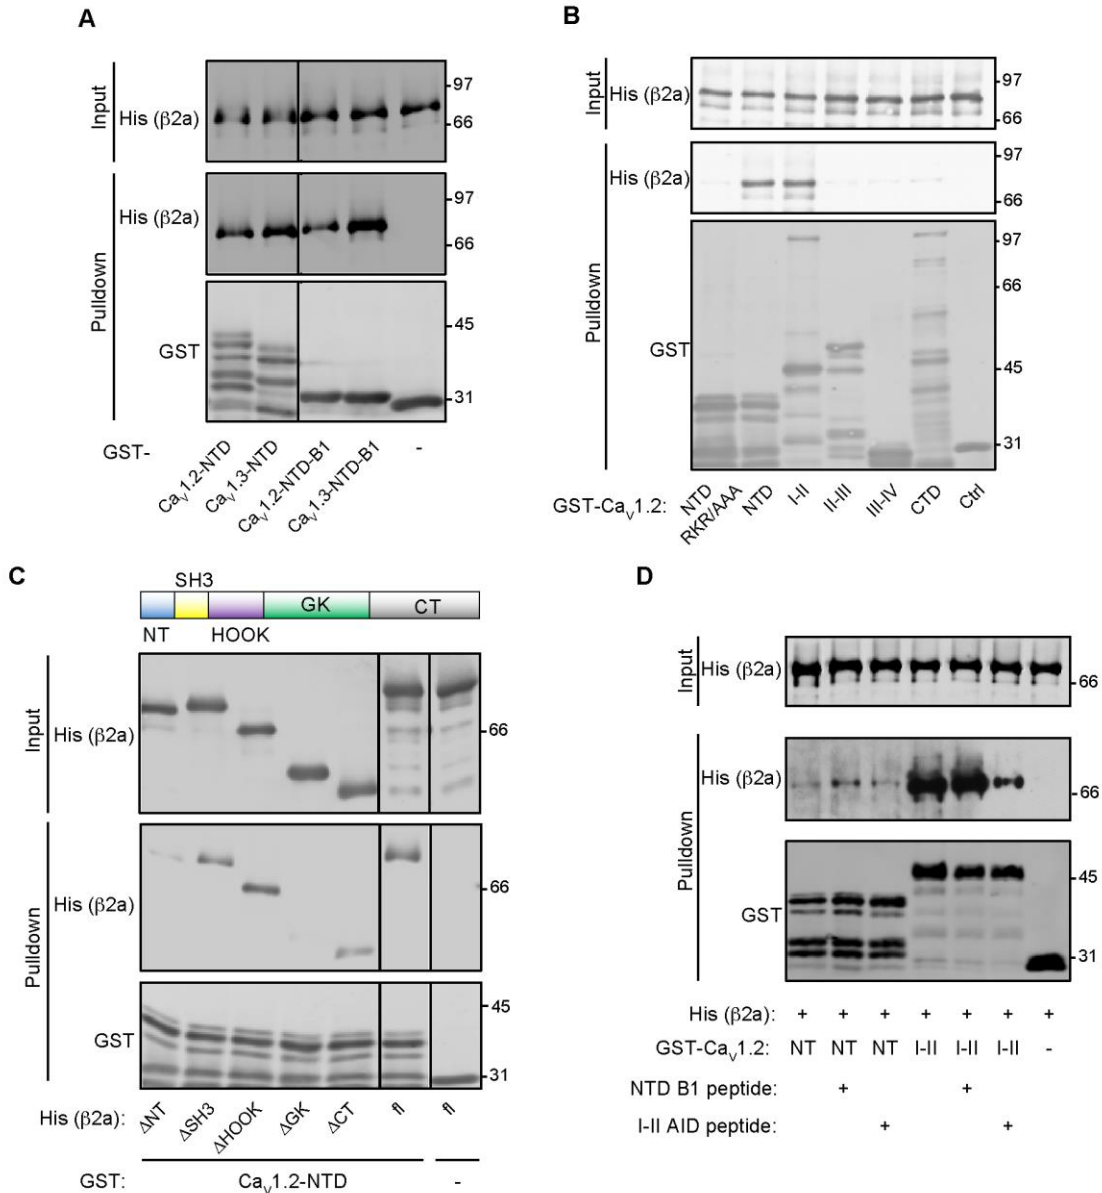 A
Input
His (β2a)
97
66
Pulldown
His (β2a)
97
66
GST
45
31
GST-
CaV1.2-NTD
CaV1.3-NTD
CaV1.2-NTD-B1
CaV1.3-NTD-B1
-
B
Input
His (β2a)
97
66
Pulldown
His (β2a)
97
66
GST
97
66
45
31
GST-CaV1.2:
NTD
RKR/AAA
NTD
I-II
II-III
III-IV
CTD
Ctrl
C
SH3
GK
CT
NT
HOOK
Input
His (β2a)
66
Pulldown
His (β2a)
66
GST
45
31
His (β2a): ΔNT ΔSH3 ΔHOOK ΔGK ΔCT fl fl
GST: CaV1.2-NTD -
D
Input
His (β2a)
66
Pulldown
His (β2a)
66
GST
45
31
His (β2a): + + + + + + +
GST-CaV1.2: NT NT NT I-II I-II I-II -
NTD B1 peptide: + +
I-II AID peptide: + +